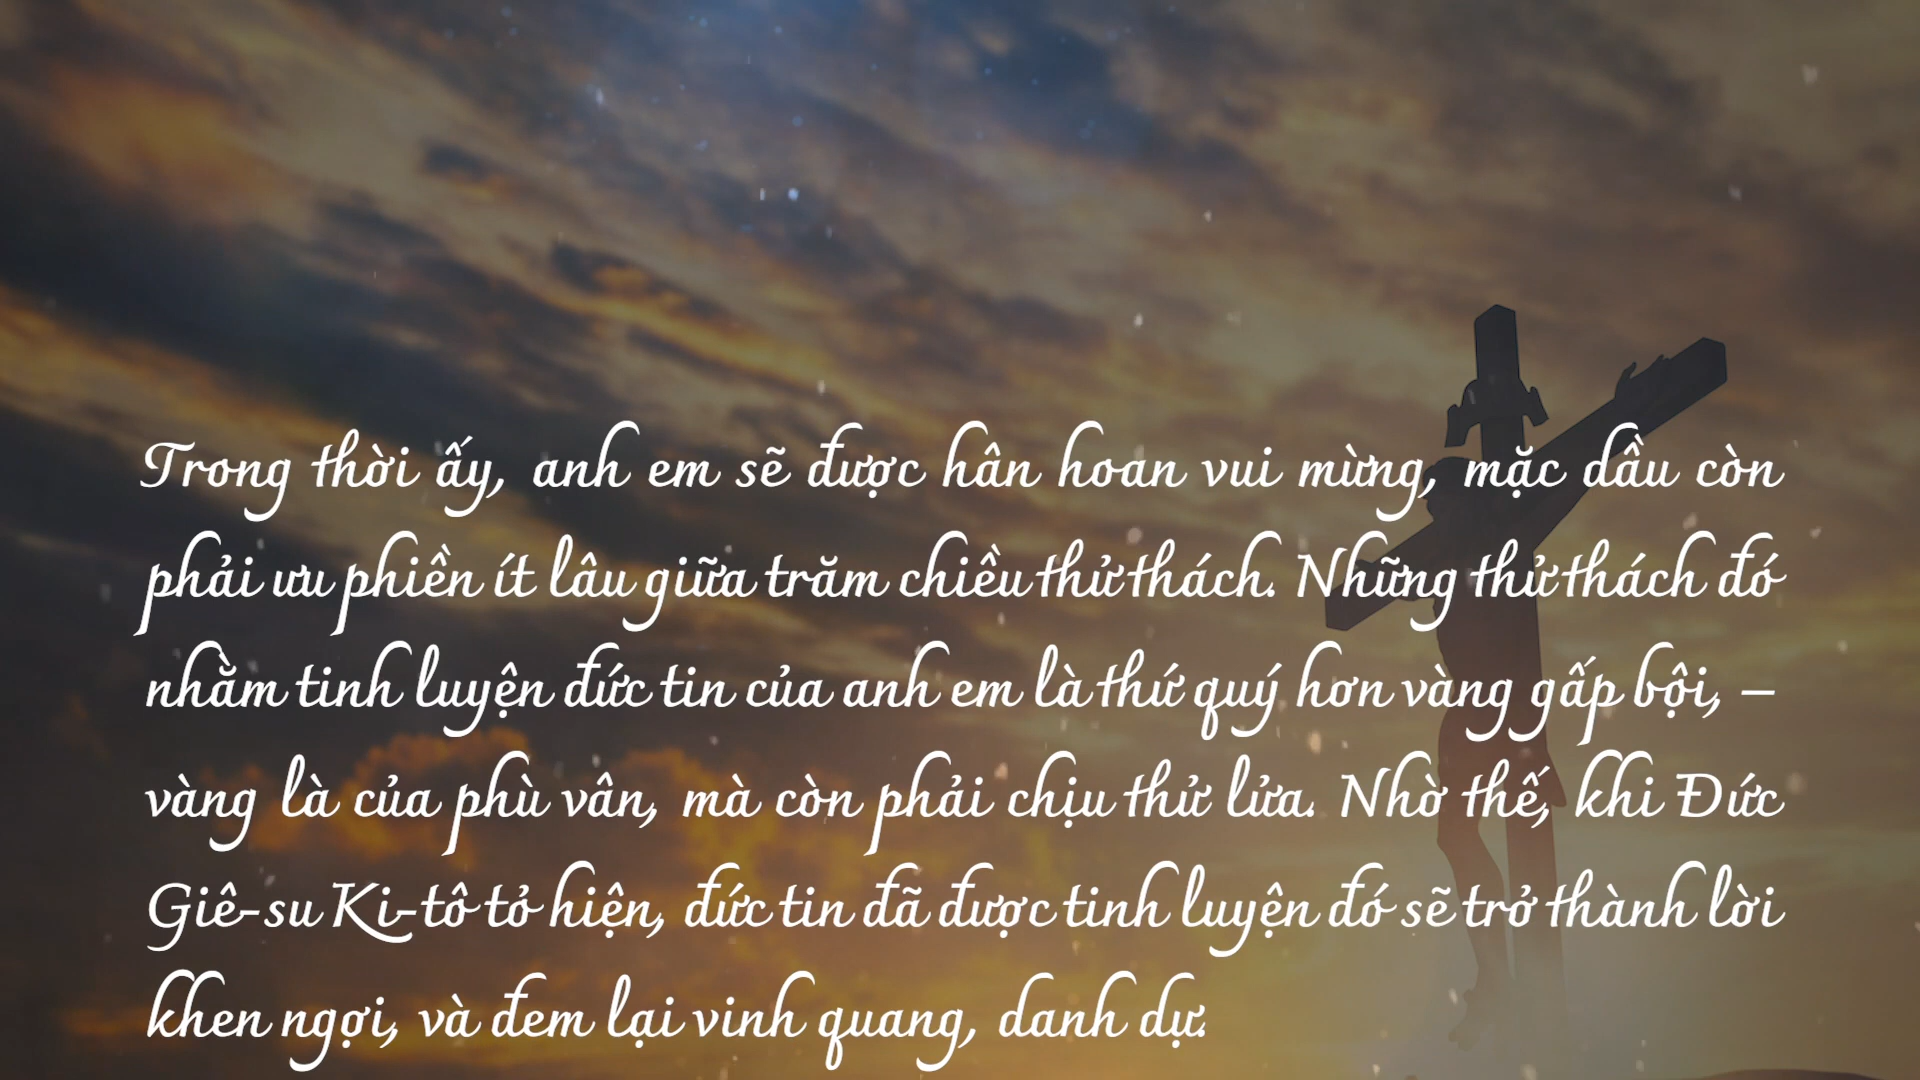 Trong thời ấy, anh em sẽ được hân hoan vui mừng, mặc dầu còn
phải ưu phiền ít lâu giữa trăm chiều thử thách. Những thử thách đó
nhằm tinh luyện đức tin của anh em là thứ quý hơn vàng gấp bội, –
vàng là của phù vân, mà còn phải chịu thử lửa. Nhờ thế, khi Đức
Giê-su Ki-tô tỏ hiện, đức tin đã được tinh luyện đó sẽ trở thành lời
khen ngợi, và đem lại vinh quang, danh dự.